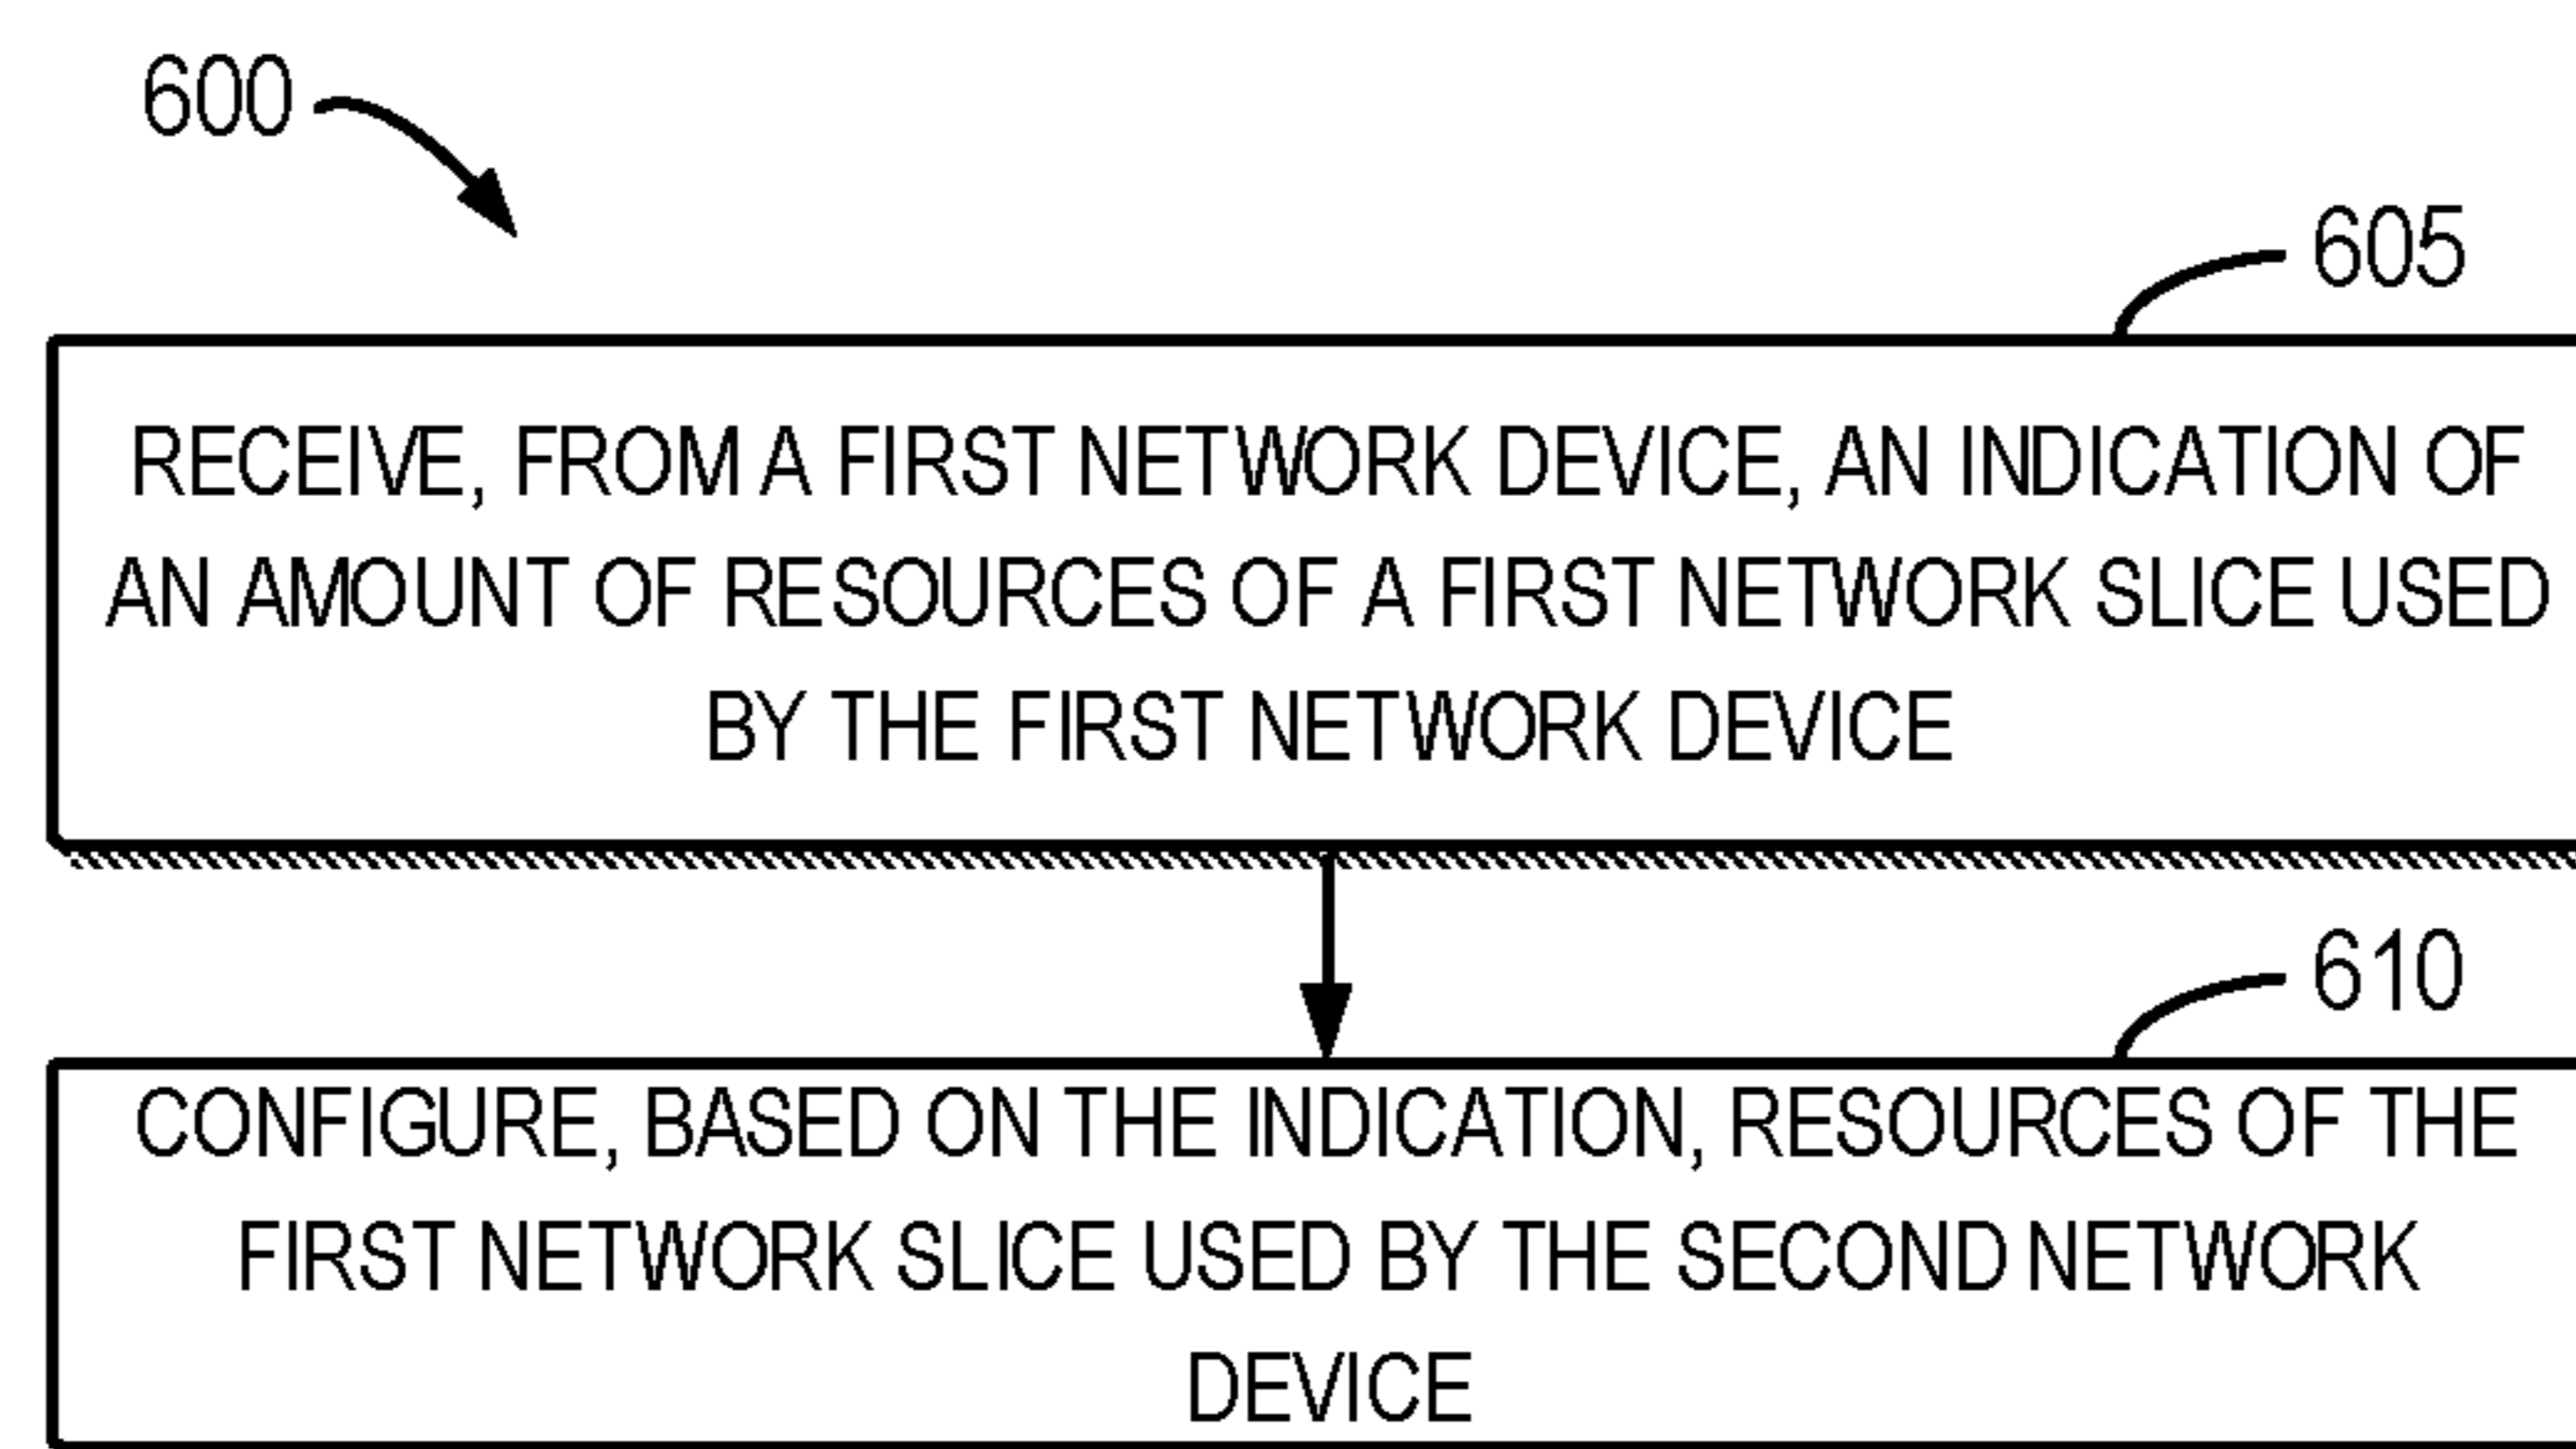 600
605
RECEIVE, FROM A FIRST NETWORK DEVICE, AN INDICATION OF
AN AMOUNT OF RESOURCES OF A FIRST NETWORK SLICE USED
BY THE FIRST NETWORK DEVICE
610
CONFIGURE, BASED ON THE INDICATION, RESOURCES OF THE
FIRST NETWORK SLICE USED BY THE SECOND NETWORK
DEVICE